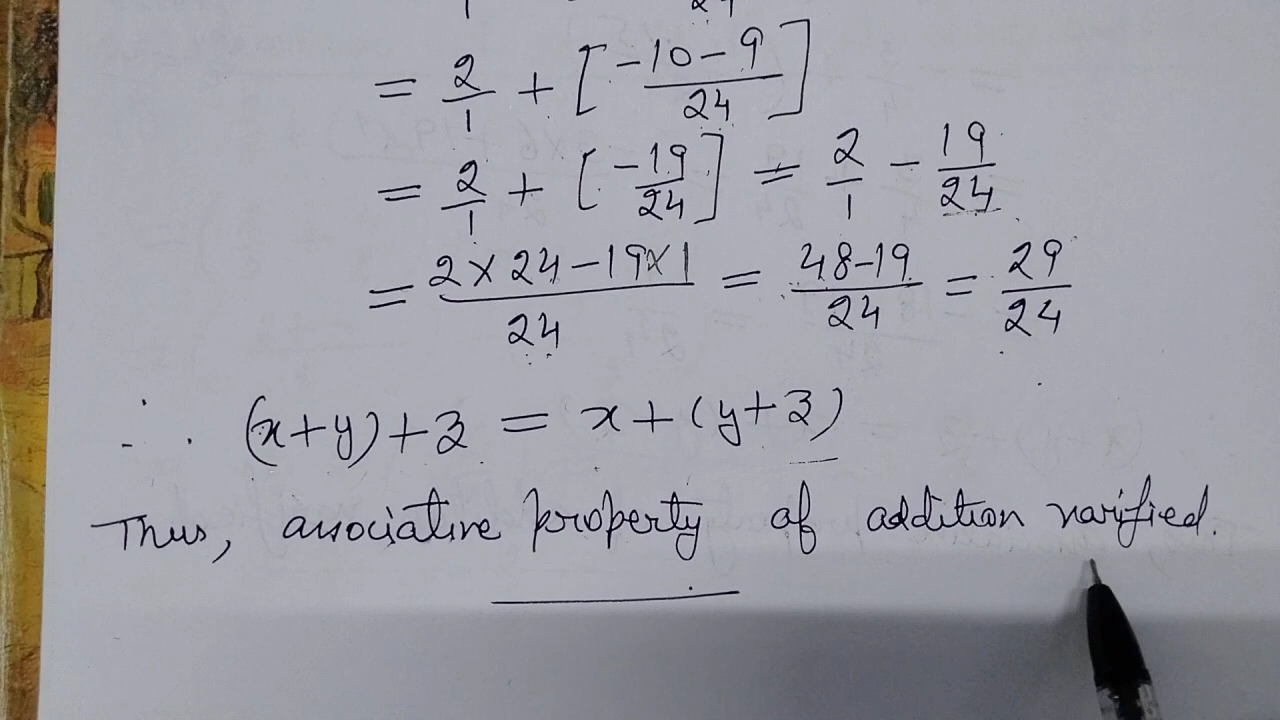 = 2/1 + [-10-9/24]
= 2/1 + [-19/24] = 2/1 - 19/24
= 2×24-19×1/24 = 48-19/24 = 29/24
∴ (x+y)+z = x+(y+z)
Thus, associative property of addition varified.